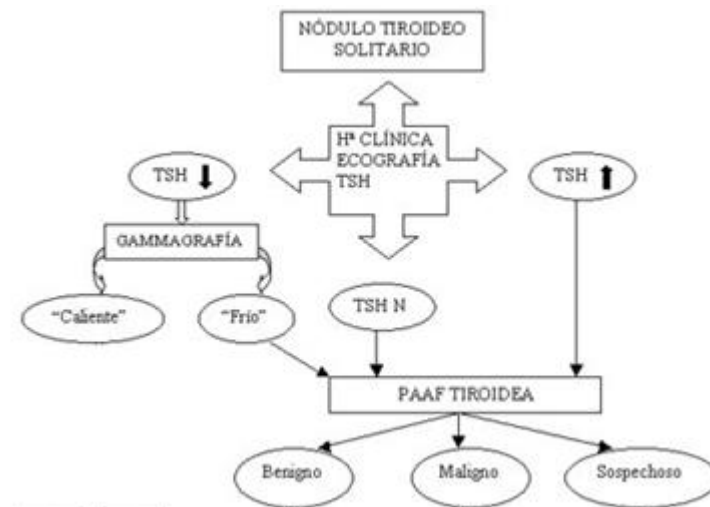 NÓDULO TIROIDEO
SOLITARIO
Hª CLÍNICA
ECOGRAFÍA
TSH
TSH
TSH
GAMMAGRAFÍA
“Caliente”
“Frío”
TSH N
PAAF TIROIDEA
Benigno
Maligno
Sospechoso